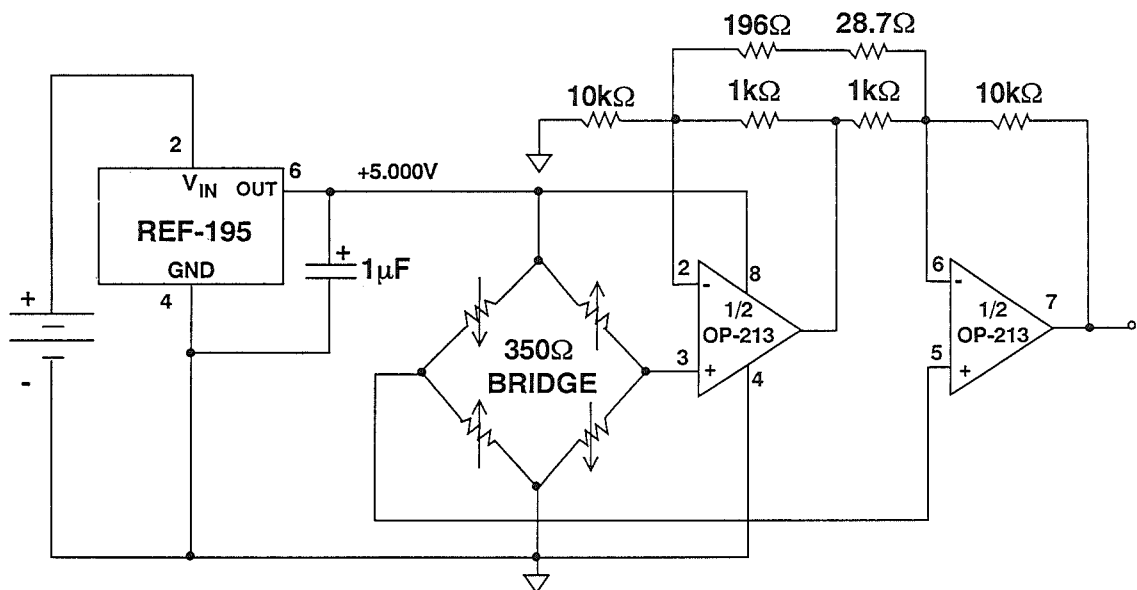 196Ω 28.7Ω
10kΩ 1kΩ 1kΩ 10kΩ
2
6
+5.000V
VIN OUT
REF-195
GND
4
+
1μF
+
-
350Ω
BRIDGE
2
-
8
1/2
OP-213
3
+
4
6
-
7
1/2
OP-213
5
+